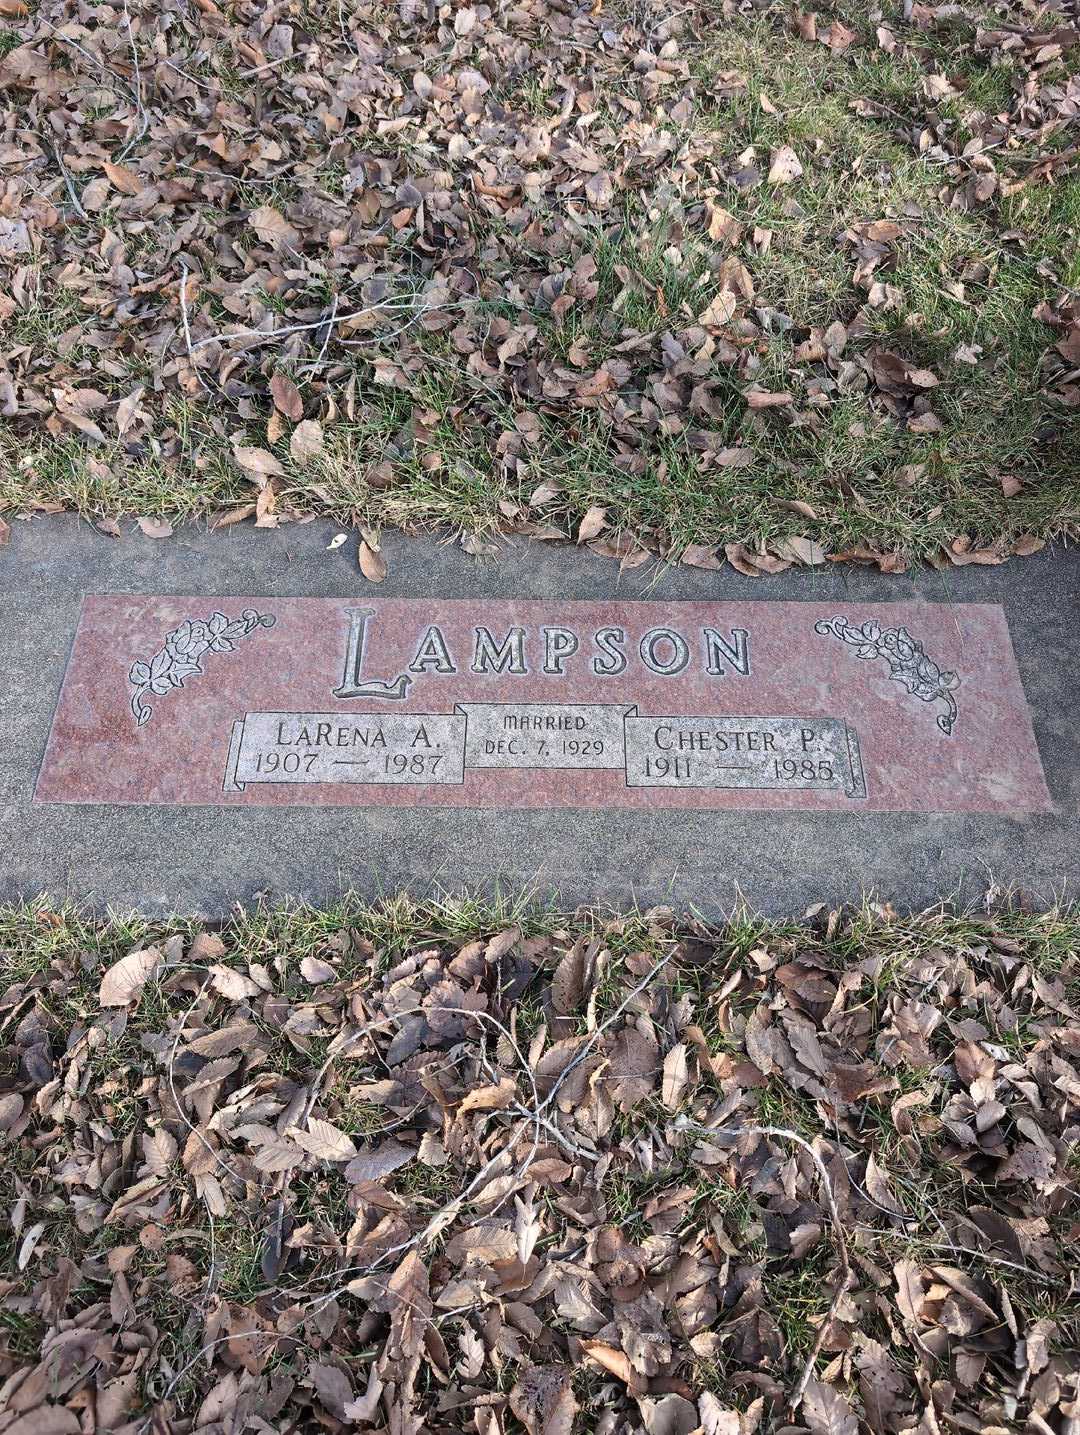 LAMPSON
LARENA A.
1907 — 1987
MARRIED
DEC. 7, 1929
CHESTER P.
1911 — 1985